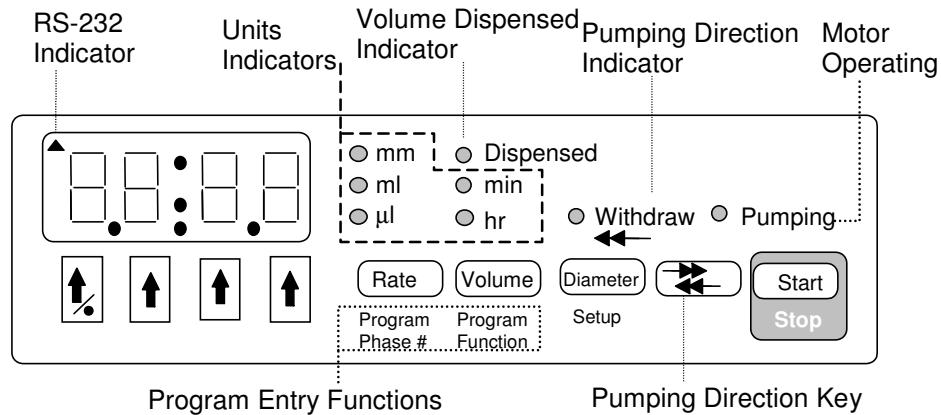 RS-232
Indicator
Units
Indicators
Volume Dispensed
Indicator
Pumping Direction
Indicator
Motor
Operating
mm
Dispensed
ml
min
µl
hr
Withdraw
Pumping
Rate
Volume
Diameter
Start
Program
Phase #
Program
Function
Setup
Stop
Program Entry Functions
Pumping Direction Key